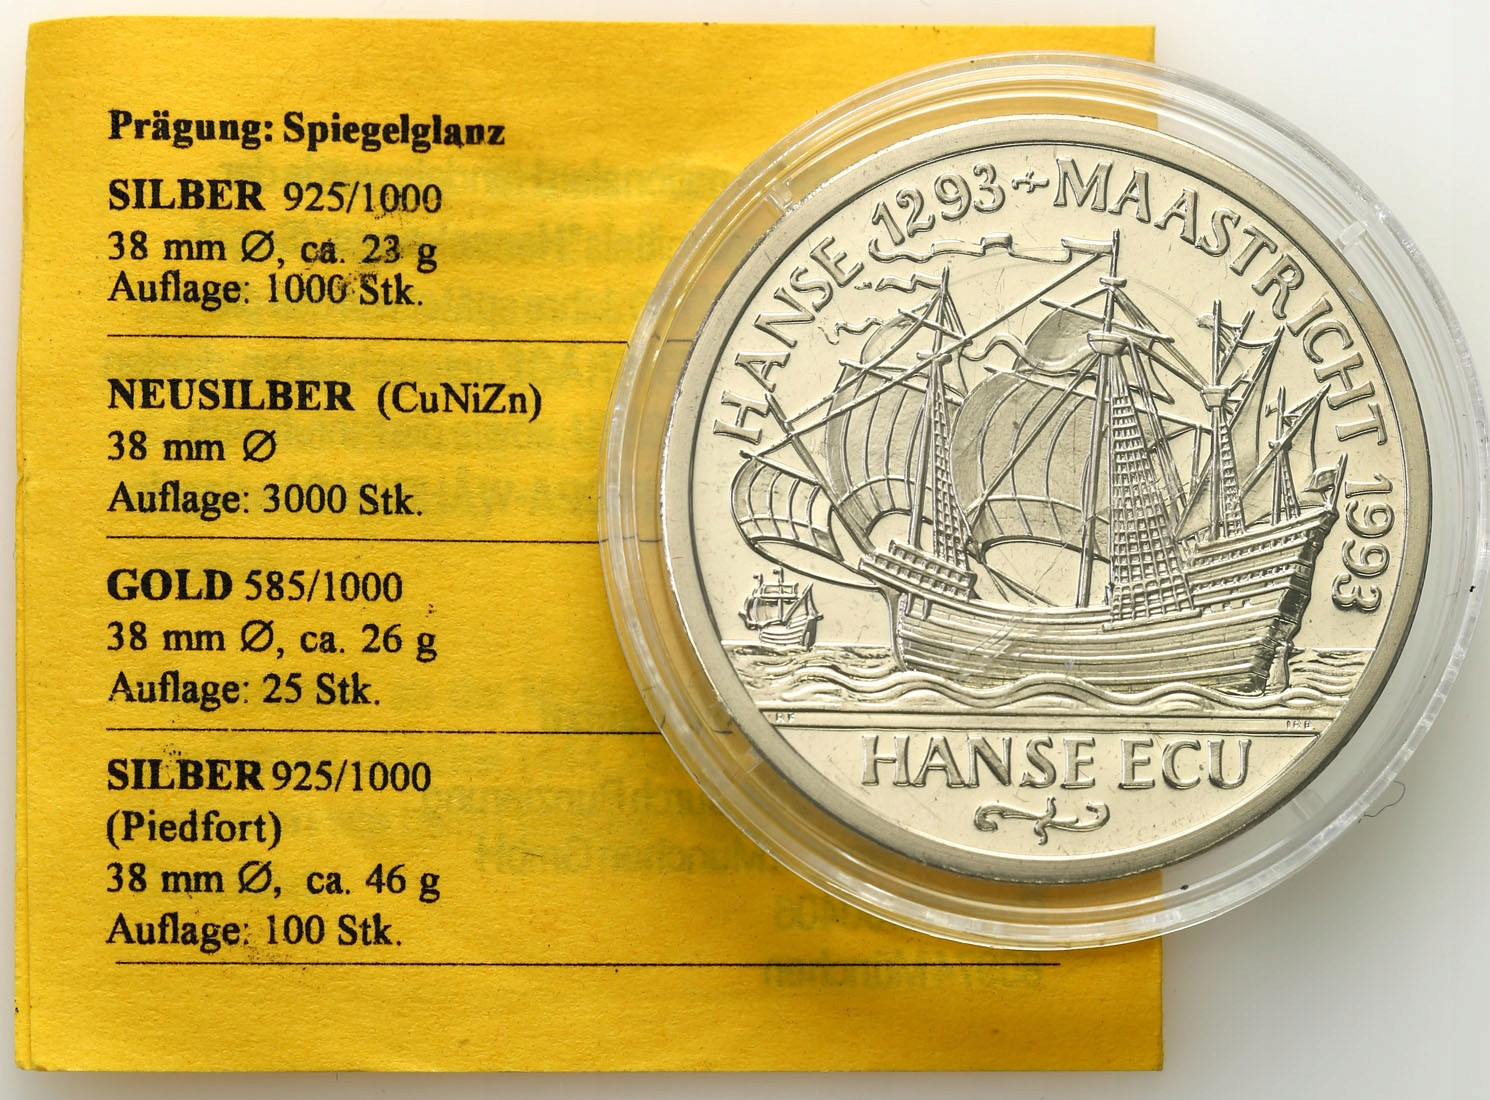 Prägung: Spiegelglanz
SILBER 925/1000
38 mm Ø, ca. 23 g
Auflage: 1000 Stk.
NEUSILBER (CuNiZn)
38 mm Ø
Auflage: 3000 Stk.
GOLD 585/1000
38 mm Ø, ca. 26 g
Auflage: 25 Stk.
SILBER 925/1000
(Piedfort)
38 mm Ø, ca. 46 g
Auflage: 100 Stk.
HANSE 1293 + MAASTRICHT 1993
HANSE ECU